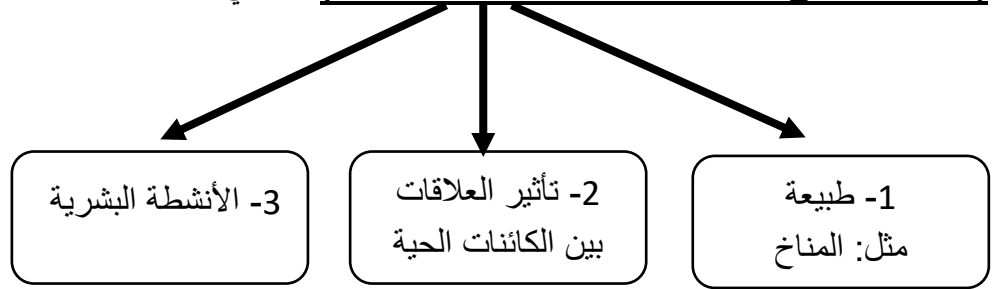 1- طبيعة
مثل: المناخ
2- تأثير العلاقات
بين الكائنات الحية
3- الأنشطة البشرية